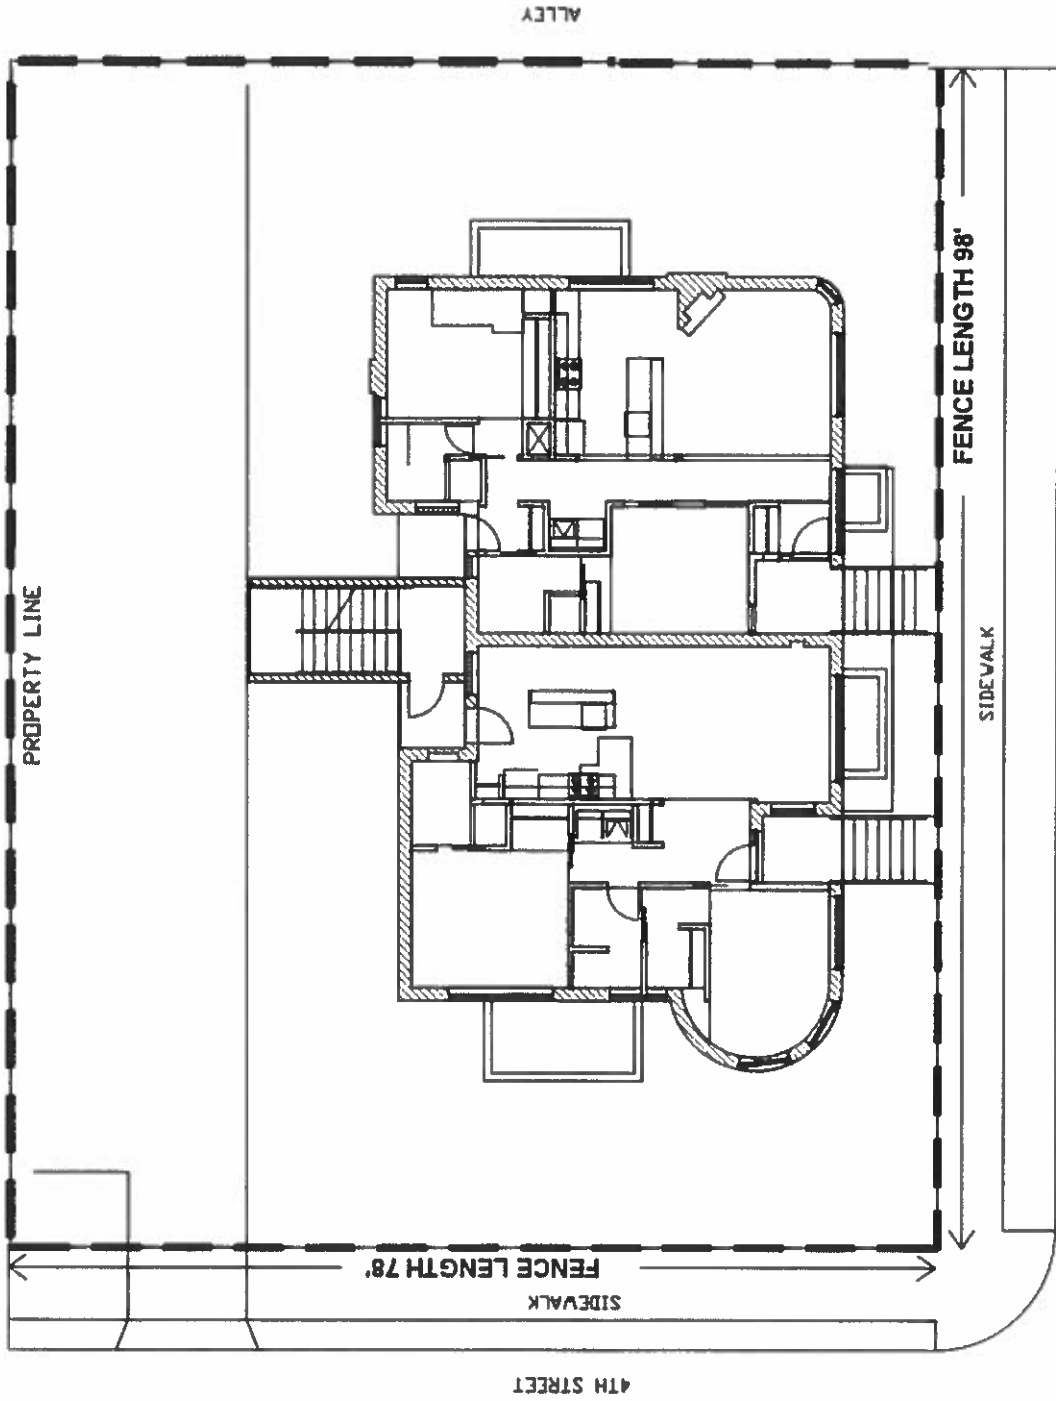 ALLEY
PROPERTY LINE
FENCE LENGTH 98'
SIDEWALK
FENCE LENGTH 78'
SIDEWALK
4TH STREET